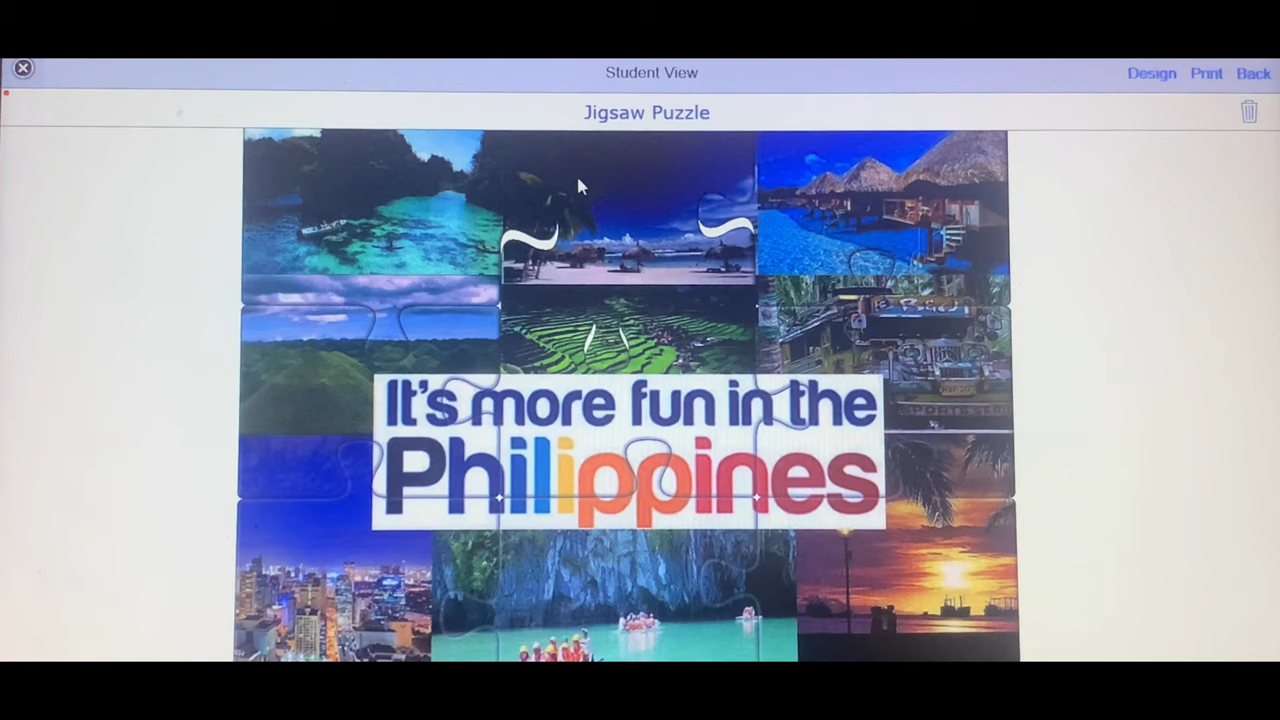 Student View
Design Print Back
Jigsaw Puzzle
It's more fun in the
Philippines